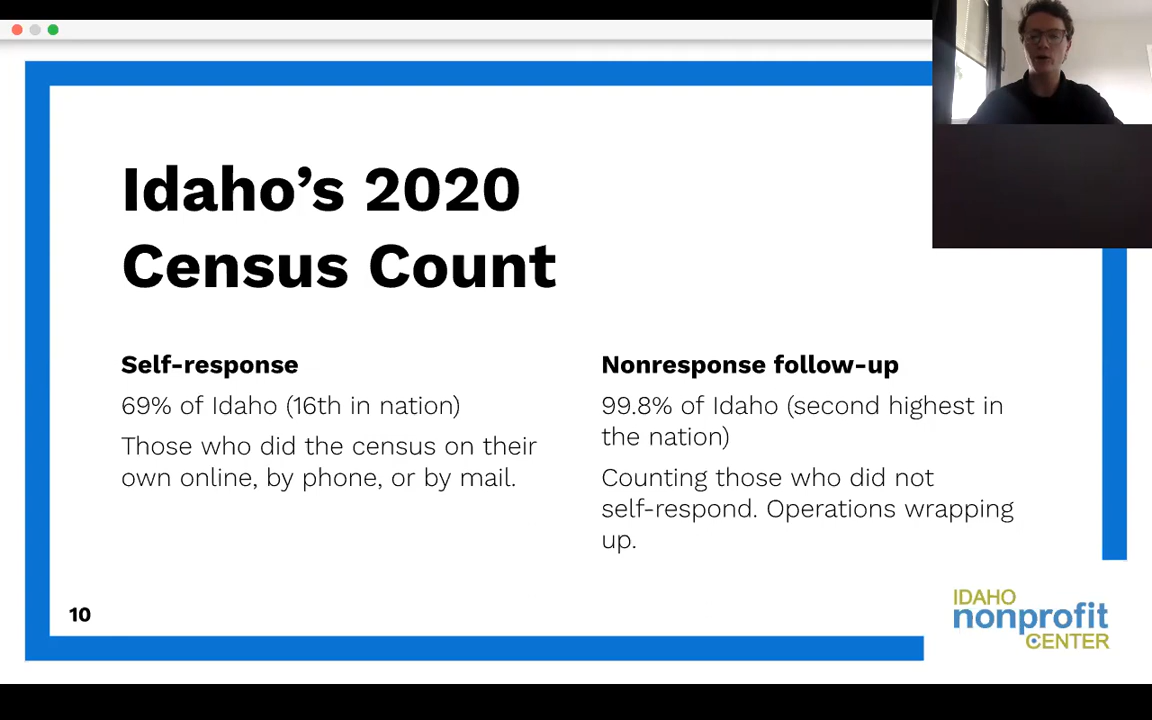 Idaho's 2020
Census Count
Self-response
69% of Idaho (16th in nation)
Those who did the census on their
own online, by phone, or by mail.
Nonresponse follow-up
99.8% of Idaho (second highest in
the nation)
Counting those who did not
self-respond. Operations wrapping
up.
10
IDAHO
nonprofit
CENTER